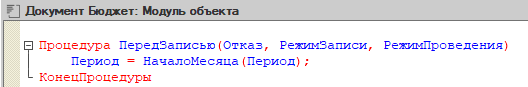 Документ Бюджет: Модуль объекта
Процедура ПередЗаписью(Отказ, РежимЗаписи, РежимПроведения)
Период = НачалоМесяца(Период);
КонецПроцедуры